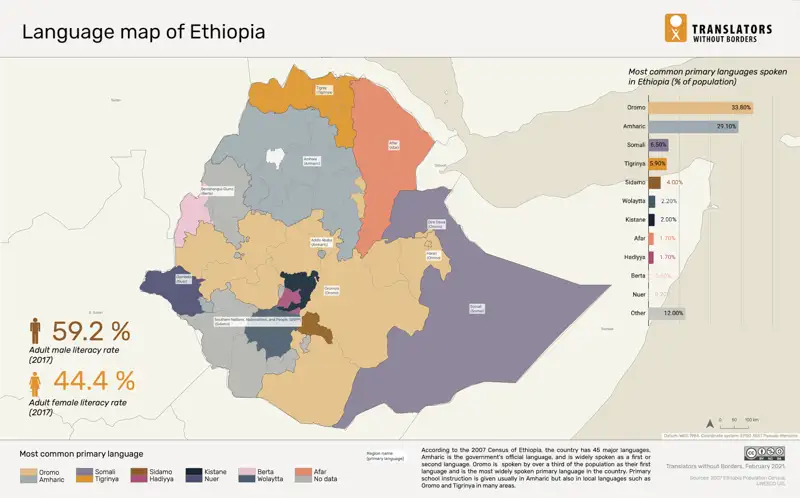 Language map of Ethiopia
TRANSLATORS
WITHOUT BORDERS
Most common primary languages spoken
in Ethiopia (% of population)
Oromo 33.80%
Amharic 29.10%
Somali 6.50%
Tigrinya 5.90%
Sidamo 4.00%
Wolaytta 2.20%
Kistane 2.00%
Afar 1.70%
Hadiyya 1.70%
Berta
Nuer
Other 12.00%
Sudan
Tigray
(Tigrinya)
Afar
(Afar)
Amhara
(Amharic)
Benishangul Gumz
(Berta)
Djibouti
Dire Dawa
(Oromo)
Harari
(Oromo)
Addis Ababa
(Amharic)
Oromia
(Oromo)
Gambela
(Nuer)
Somali
(Somali)
S. Sudan
Southern Nations, Nationalities, and People
(Sidamo)
Somalia
59.2 %
Adult male literacy rate
(2017)
44.4 %
Adult female literacy rate
(2017)
0 50 100 km
Most common primary language
Oromo
Amharic
Somali
Tigrinya
Sidamo
Hadiyya
Kistane
Nuer
Berta
Wolaytta
Afar
No data
Region name
(primary language)
According to the 2007 Census of Ethiopia, the country has 45 major languages.
Amharic is the government's official language, and is widely spoken as a first or
second language. Oromo is spoken by over a third of the population as their first
language and is the most widely spoken primary language in the country. Primary
school instruction is given usually in Amharic but also in local languages such as
Oromo and Tigrinya in many areas.
Translators without Borders, February 2021.
Sources: 2007 Ethiopia Population Census,
UNESCO UIL